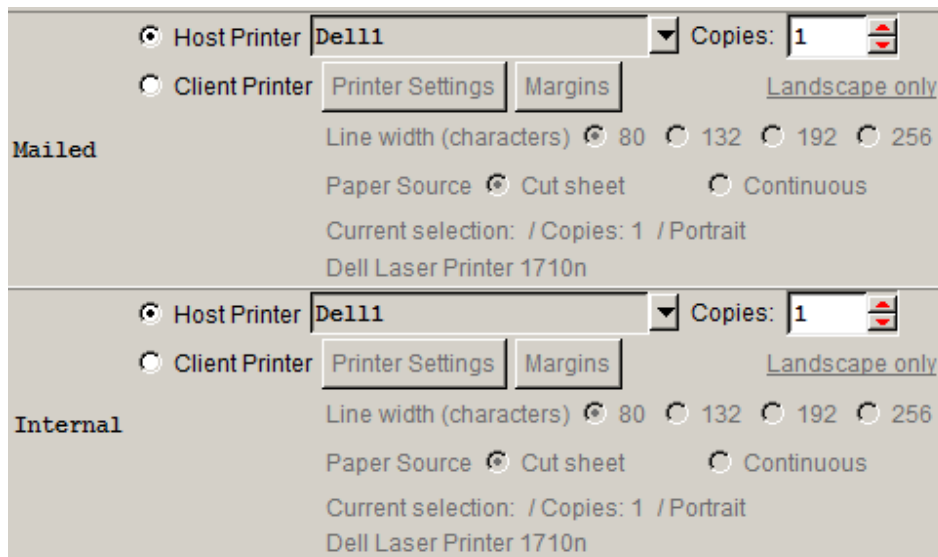 Host Printer Dell1 Copies: 1
Client Printer Printer Settings Margins Landscape only
Mailed
Line width (characters) 80 132 192 256
Paper Source Cut sheet Continuous
Current selection: / Copies: 1 / Portrait
Dell Laser Printer 1710n
Host Printer Dell1 Copies: 1
Client Printer Printer Settings Margins Landscape only
Internal
Line width (characters) 80 132 192 256
Paper Source Cut sheet Continuous
Current selection: / Copies: 1 / Portrait
Dell Laser Printer 1710n